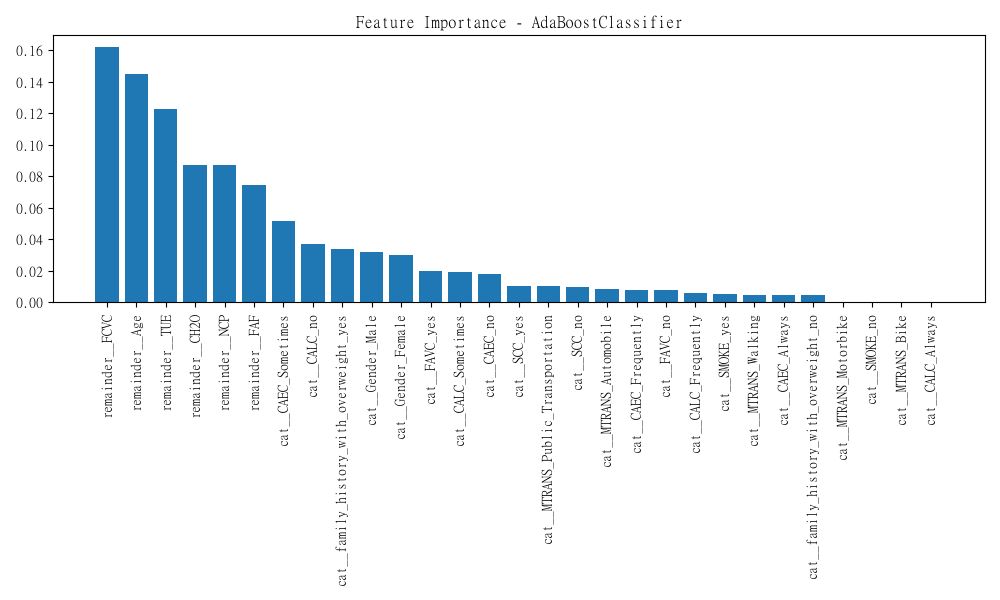 Feature Importance - AdaBoostClassifier
0.16
0.14
0.12
0.10
0.08
0.06
0.04
0.02
0.00
remainder__FCVC
remainder__Age
remainder__TUE
remainder__CH2O
remainder__NCP
remainder__FAF
cat__CAEC_Sometimes
cat__CALC_no
cat__family_history_with_overweight_yes
cat__Gender_Male
cat__Gender_Female
cat__FAVC_yes
cat__CALC_Sometimes
cat__CAEC_no
cat__SCC_yes
cat__MTRANS_Public_Transportation
cat__SCC_no
cat__MTRANS_Automobile
cat__CAEC_Frequently
cat__FAVC_no
cat__CALC_Frequently
cat__SMOKE_yes
cat__MTRANS_Walking
cat__CAEC_Always
cat__family_history_with_overweight_no
cat__MTRANS_Motorbike
cat__SMOKE_no
cat__MTRANS_Bike
cat__CALC_Always